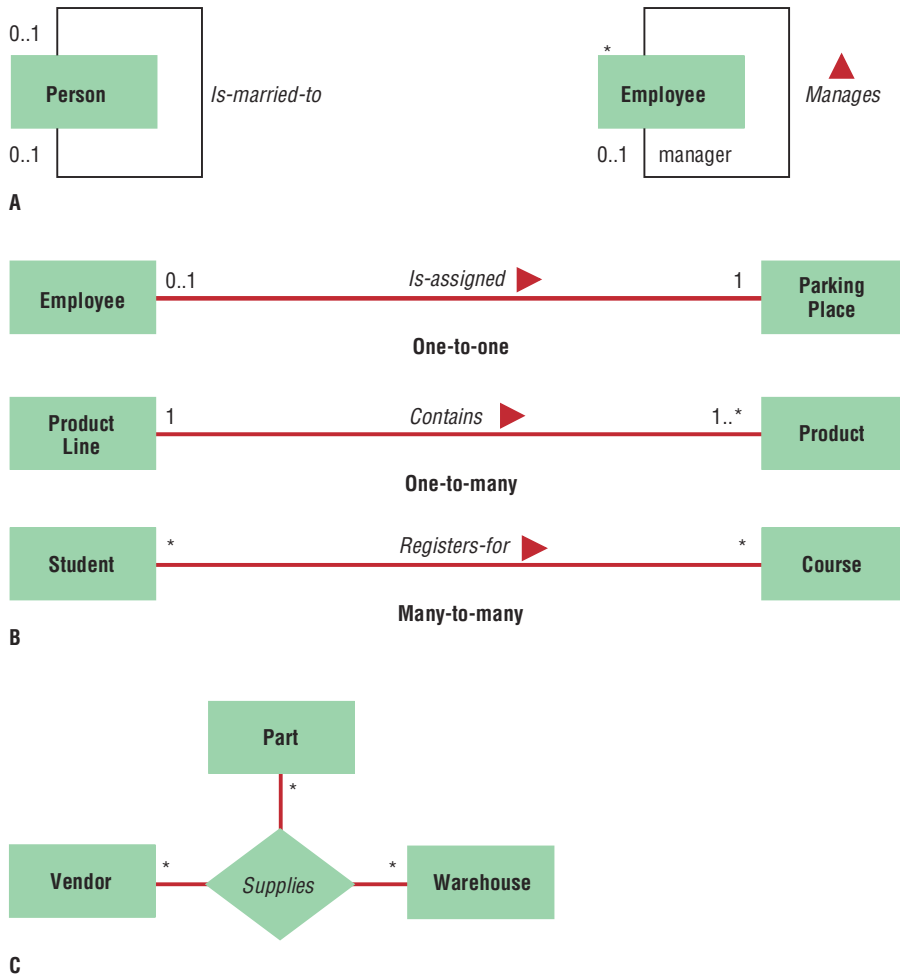 0..1
Person
Is-married-to
0..1
*
Employee
Manages
0..1 manager
A
Employee
0..1
Is-assigned
1
Parking
Place
One-to-one
Product
Line
1
Contains
1..*
Product
One-to-many
Student
*
Registers-for
*
Course
Many-to-many
B
Part
*
Vendor
*
Supplies
*
Warehouse
C